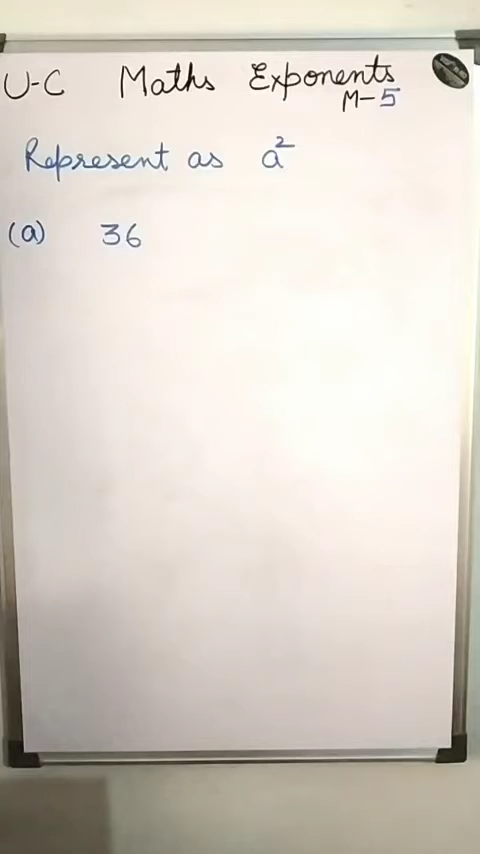 U-C Maths Exponents
M-5
Represent as a²
(a) 36